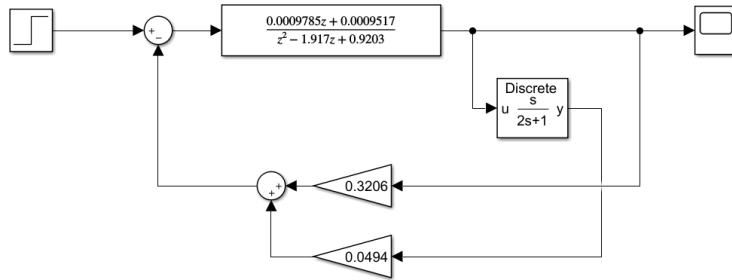 0.0009785z + 0.0009517
z² − 1.917z + 0.9203
+
−
Discrete
u s y
2s+1
+
+
0.3206
0.0494